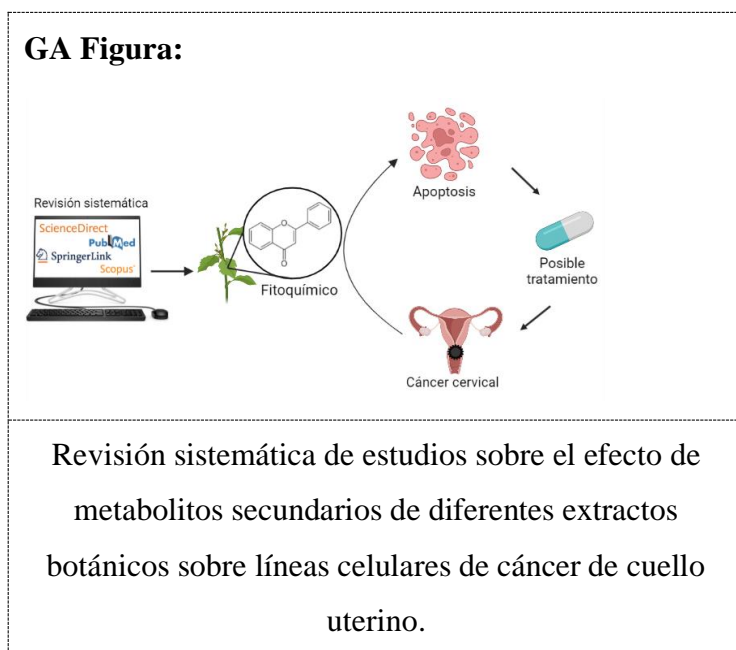 GA Figura:
Revisión sistemática
ScienceDirect
PubMed
SpringerLink
Scopus
Fitoquímico
Apoptosis
Posible
tratamiento
Cáncer cervical
Revisión sistemática de estudios sobre el efecto de
metabolitos secundarios de diferentes extractos
botánicos sobre líneas celulares de cáncer de cuello
uterino.